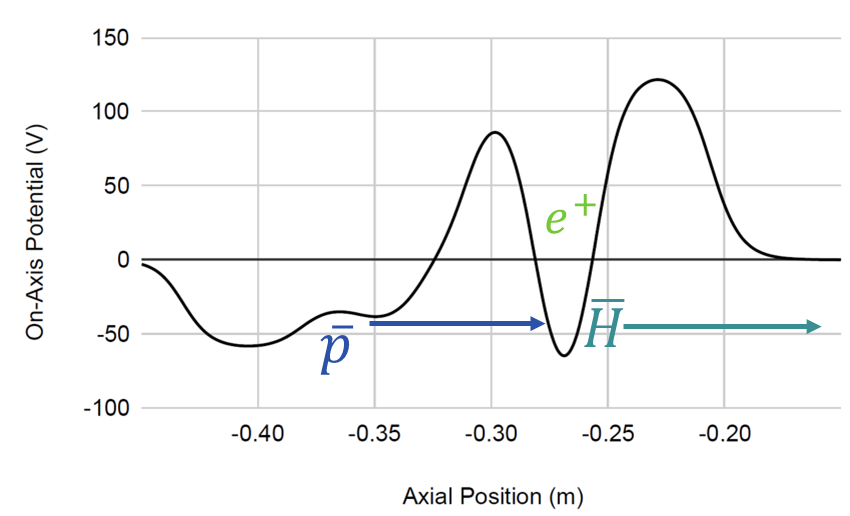 150
100
50
0
-50
-100
On-Axis Potential (V)
e⁺
p̄
H̄
-0.40 -0.35 -0.30 -0.25 -0.20
Axial Position (m)